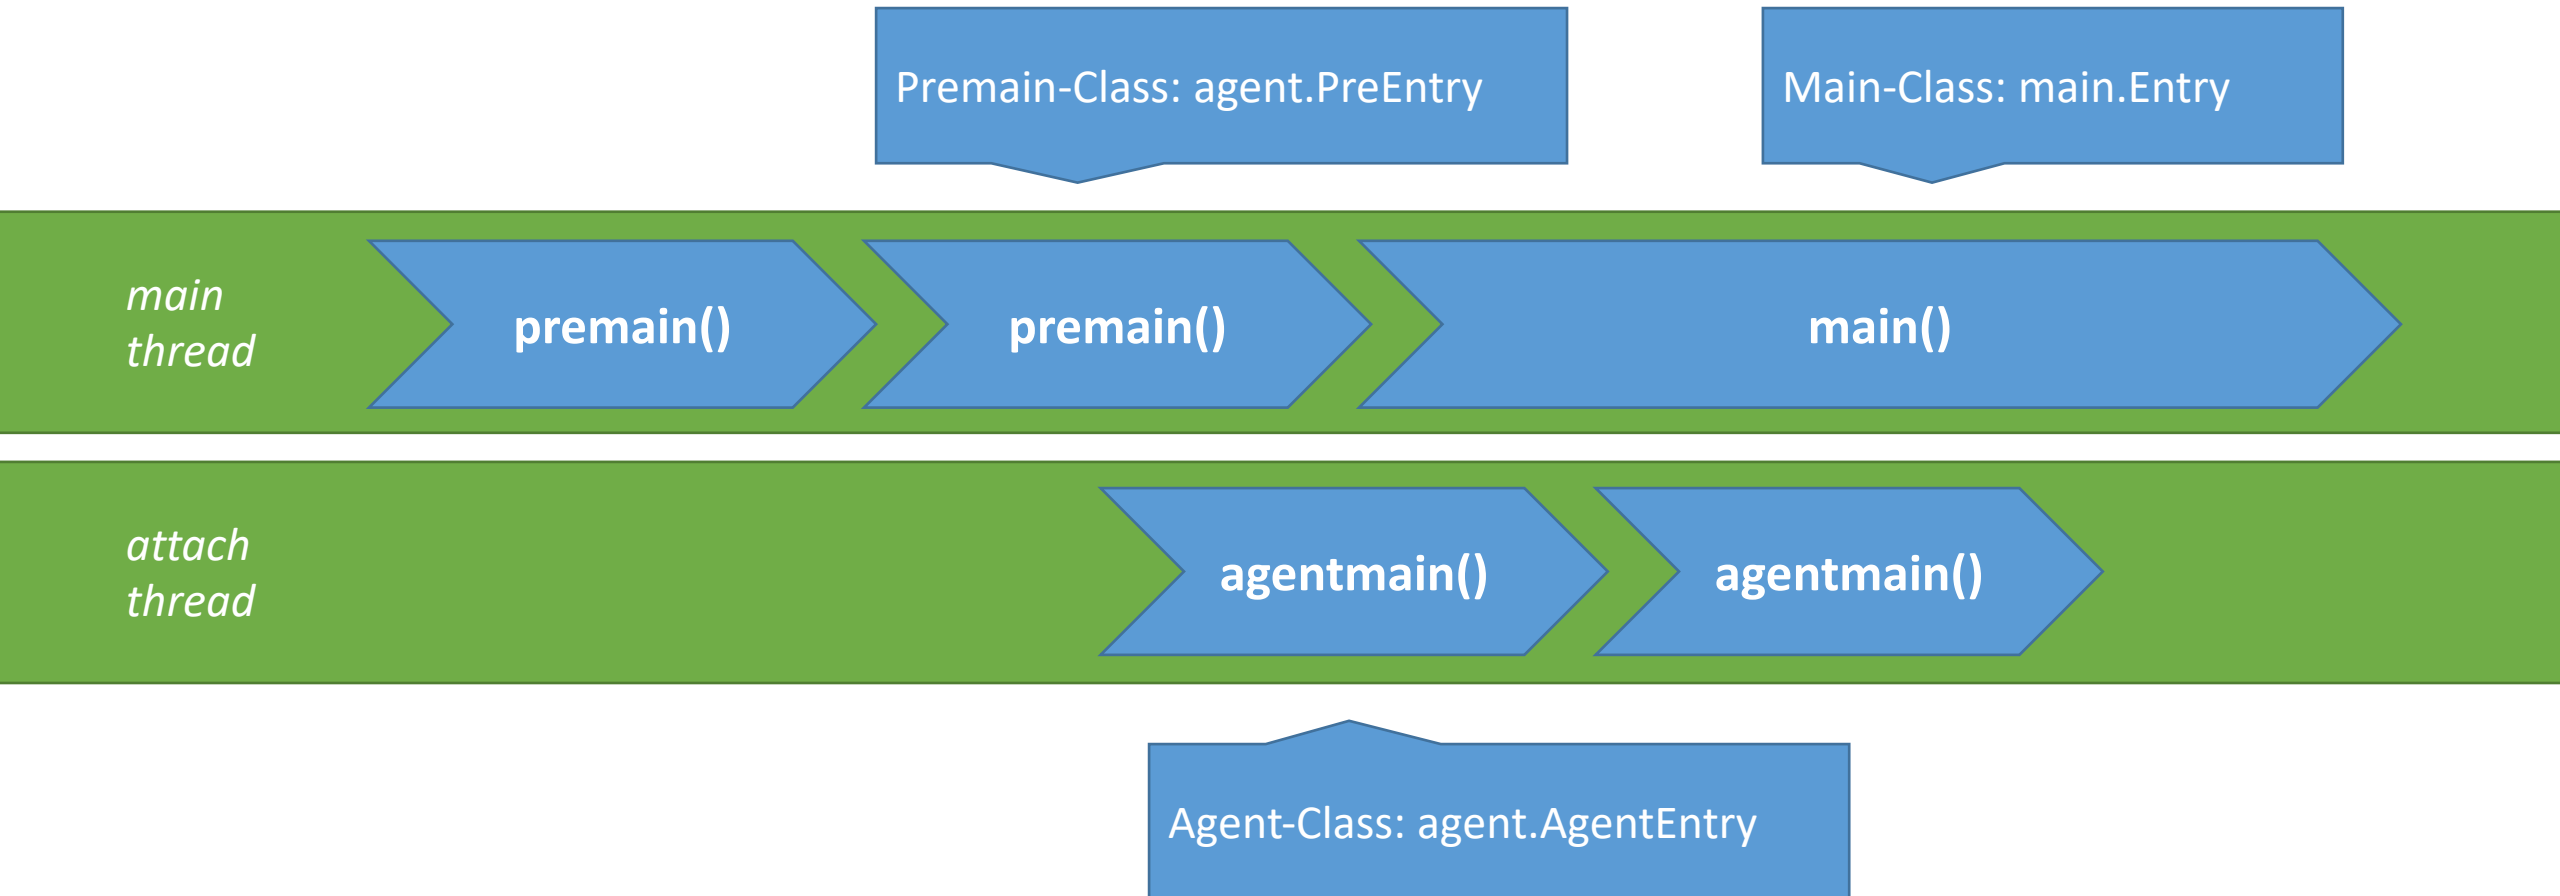 Premain-Class: agent.PreEntry
Main-Class: main.Entry
main
thread
premain()
premain()
main()
attach
thread
agentmain()
agentmain()
Agent-Class: agent.AgentEntry